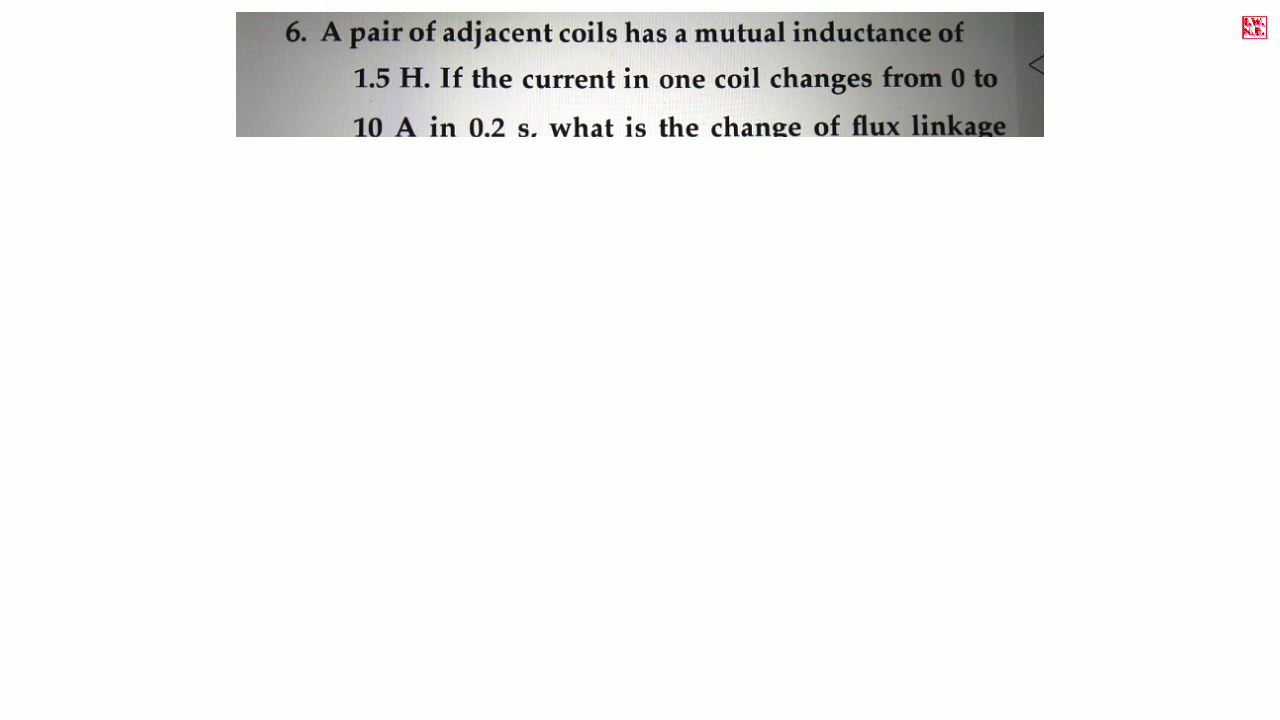 6. A pair of adjacent coils has a mutual inductance of
1.5 H. If the current in one coil changes from 0 to
10 A in 0.2 s, what is the change of flux linkage
I.W.
N.E.